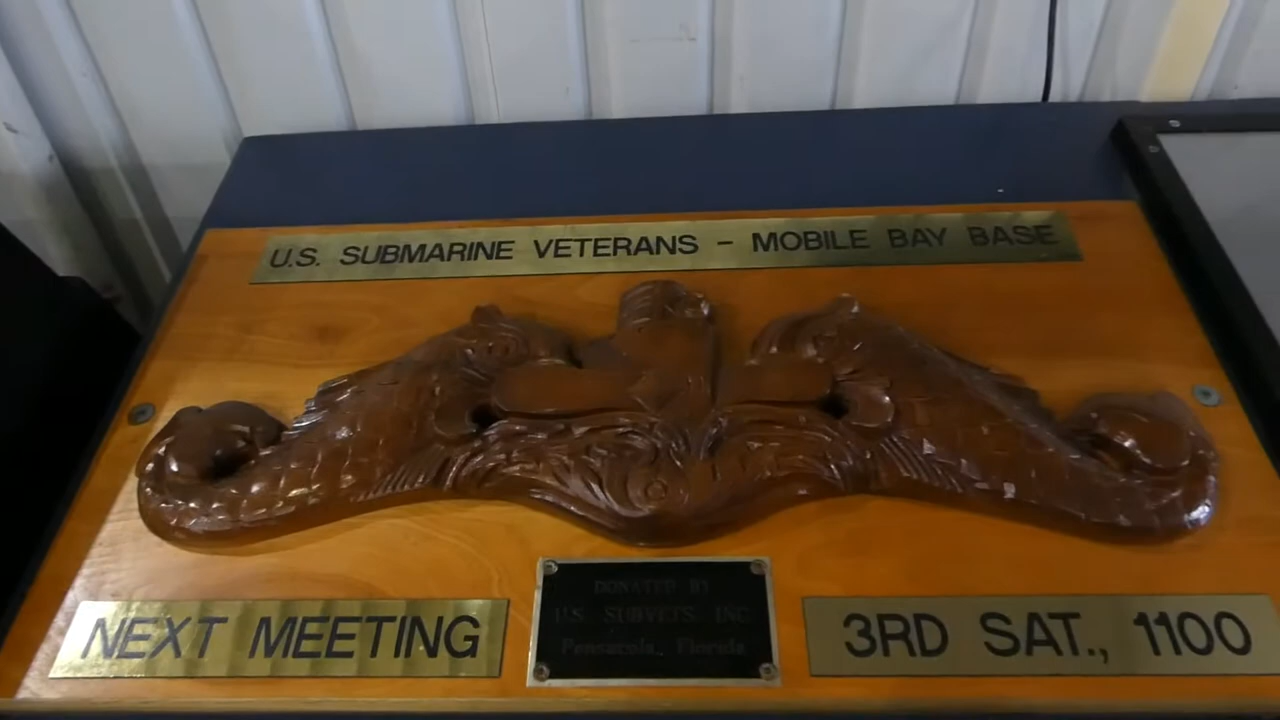 U.S. SUBMARINE VETERANS - MOBILE BAY BASE
NEXT MEETING
DONATED BY
U.S. SUBVETS INC
Pensacola, Florida
3RD SAT., 1100